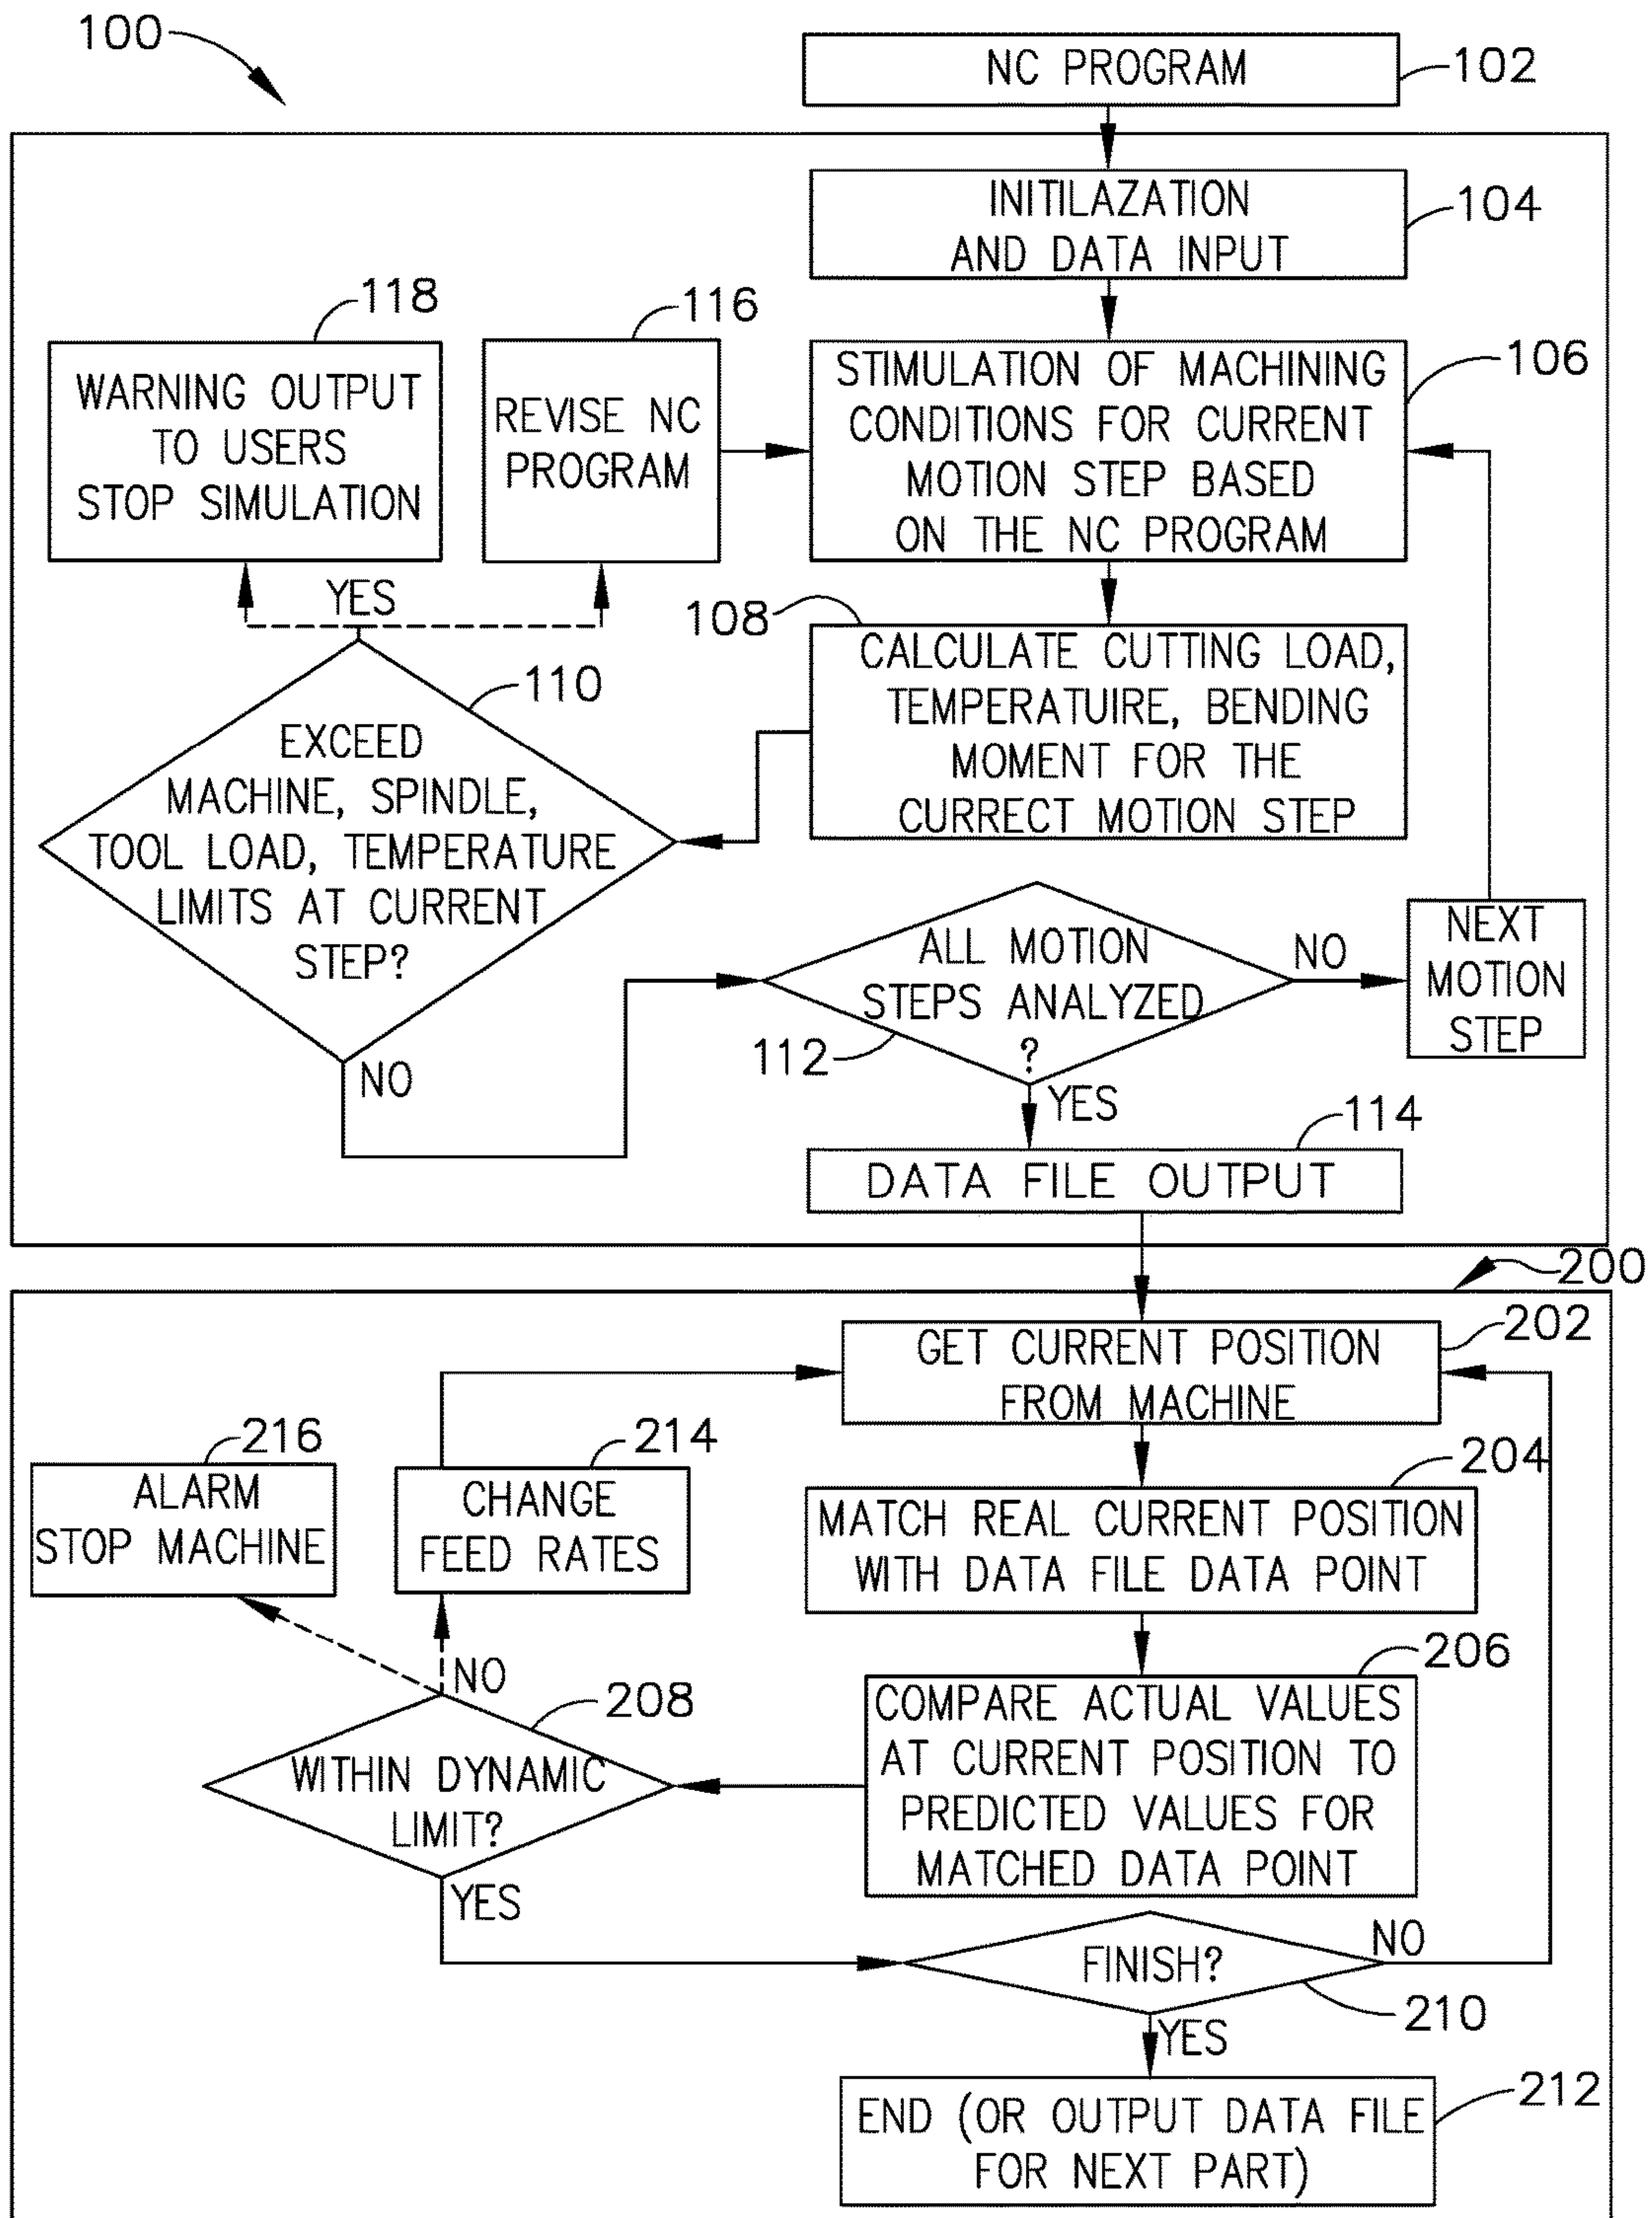 100
NC PROGRAM
102
INITILAZATION
AND DATA INPUT
104
118
WARNING OUTPUT
TO USERS
STOP SIMULATION
116
REVISE NC
PROGRAM
STIMULATION OF MACHINING
CONDITIONS FOR CURRENT
MOTION STEP BASED
ON THE NC PROGRAM
106
YES
108
CALCULATE CUTTING LOAD,
TEMPERATUIRE, BENDING
MOMENT FOR THE
CURRECT MOTION STEP
110
EXCEED
MACHINE, SPINDLE,
TOOL LOAD, TEMPERATURE
LIMITS AT CURRENT
STEP?
NO
ALL MOTION
STEPS ANALYZED
?
112
NO
NEXT
MOTION
STEP
YES
114
DATA FILE OUTPUT
200
GET CURRENT POSITION
FROM MACHINE
202
216
ALARM
STOP MACHINE
214
CHANGE
FEED RATES
204
MATCH REAL CURRENT POSITION
WITH DATA FILE DATA POINT
206
COMPARE ACTUAL VALUES
AT CURRENT POSITION TO
PREDICTED VALUES FOR
MATCHED DATA POINT
NO
208
WITHIN DYNAMIC
LIMIT?
YES
FINISH?
NO
210
YES
END (OR OUTPUT DATA FILE
FOR NEXT PART)
212